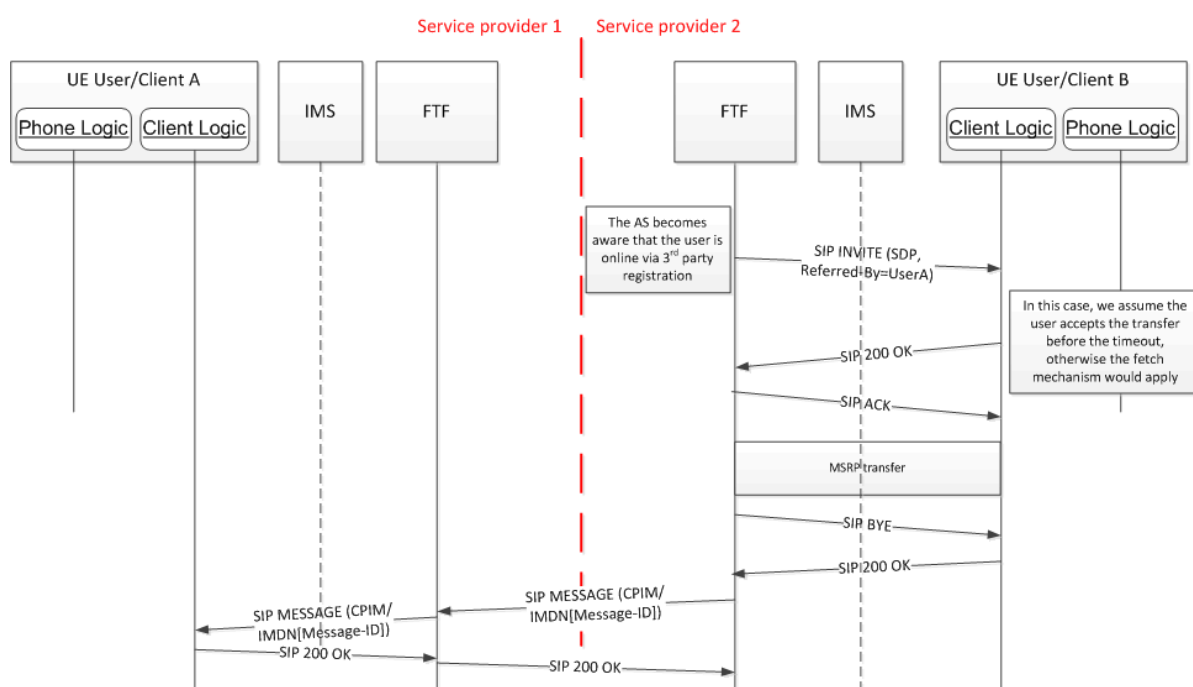 Service provider 1
Service provider 2
UE User/Client A
Phone Logic
Client Logic
IMS
FTF
FTF
IMS
UE User/Client B
Client Logic
Phone Logic
The AS becomes
aware that the user is
online via 3rd party
registration
SIP INVITE (SDP,
Referred-By=UserA)
In this case, we assume the
user accepts the transfer
before the timeout,
otherwise the fetch
mechanism would apply
SIP 200 OK
SIP ACK
MSRP transfer
SIP BYE
SIP 200 OK
SIP MESSAGE (CPIM/
IMDN[Message-ID])
SIP MESSAGE (CPIM/
IMDN[Message-ID])
SIP 200 OK
SIP 200 OK